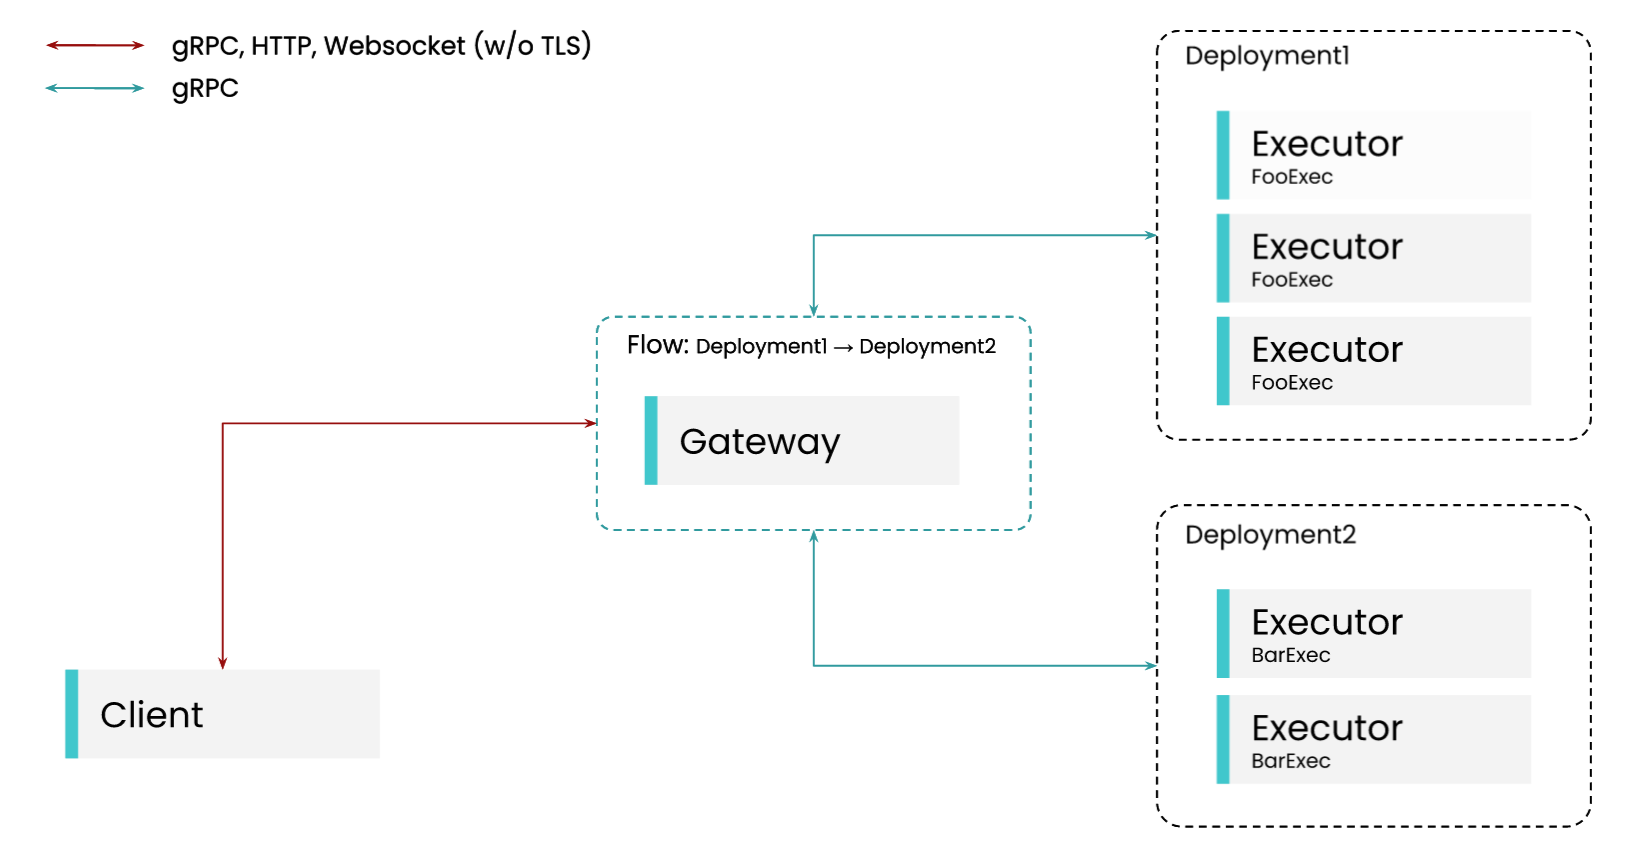 gRPC, HTTP, Websocket (w/o TLS)
gRPC
Deployment1
Executor
FooExec
Executor
FooExec
Executor
FooExec
Flow: Deployment1 → Deployment2
Gateway
Client
Deployment2
Executor
BarExec
Executor
BarExec